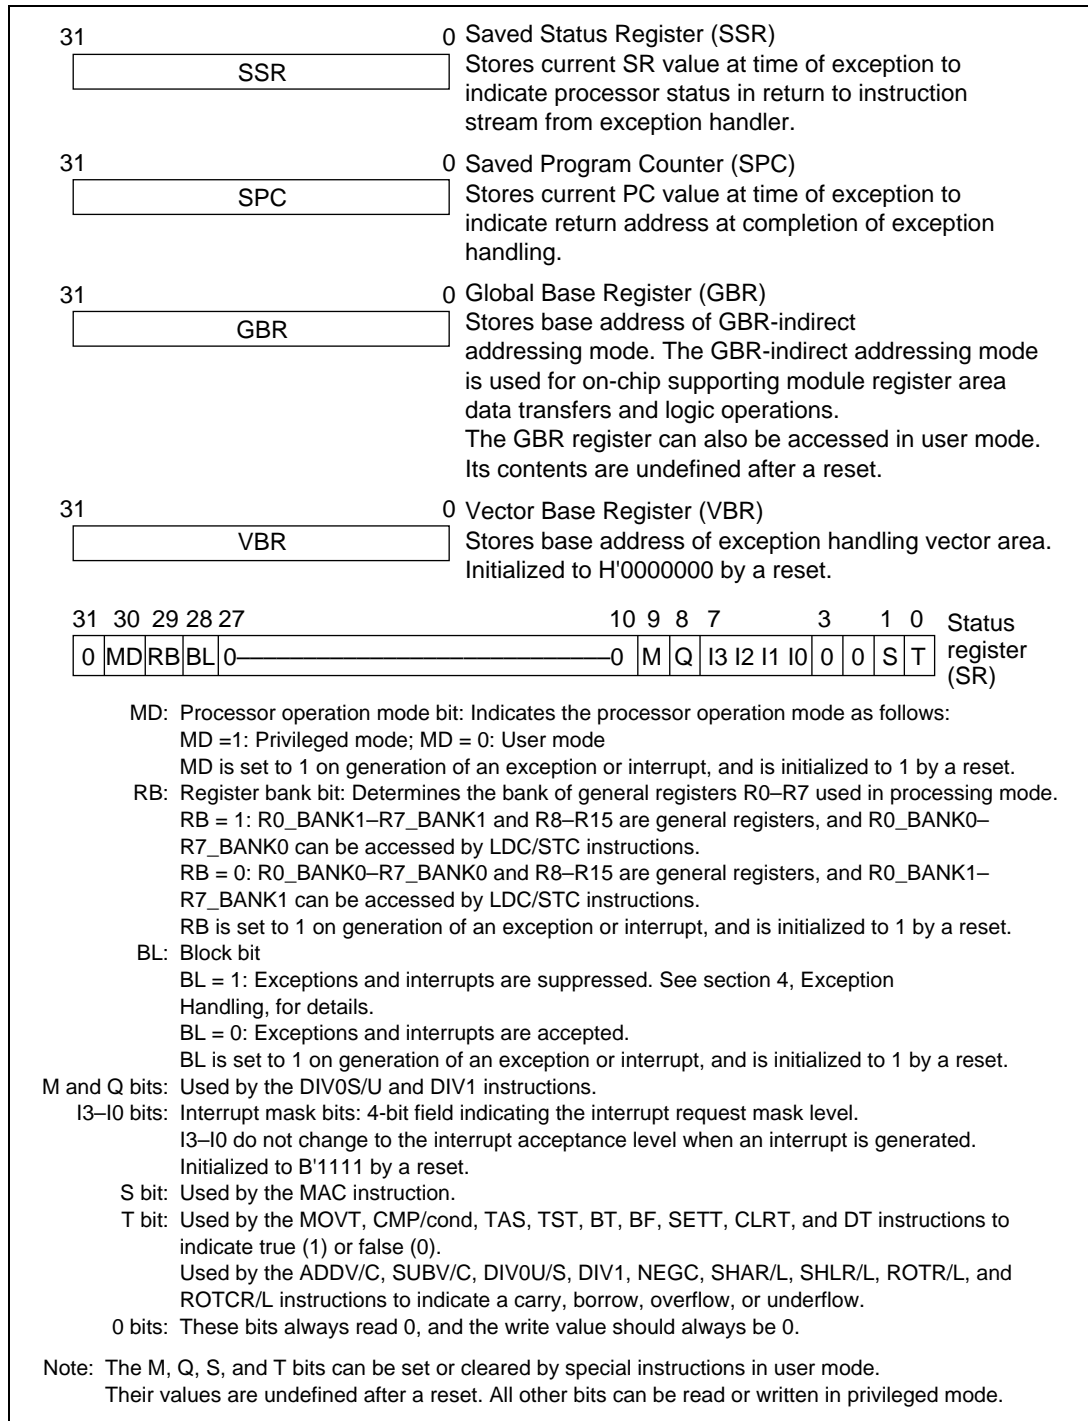 31 0 Saved Status Register (SSR)
SSR Stores current SR value at time of exception to
indicate processor status in return to instruction
stream from exception handler.
31 0 Saved Program Counter (SPC)
SPC Stores current PC value at time of exception to
indicate return address at completion of exception
handling.
31 0 Global Base Register (GBR)
GBR Stores base address of GBR-indirect
addressing mode. The GBR-indirect addressing mode
is used for on-chip supporting module register area
data transfers and logic operations.
The GBR register can also be accessed in user mode.
Its contents are undefined after a reset.
31 0 Vector Base Register (VBR)
VBR Stores base address of exception handling vector area.
Initialized to H'0000000 by a reset.
31 30 29 28 27 10 9 8 7 3 1 0 Status
0 MD RB BL 0 0 M Q I3 I2 I1 I0 0 0 S T register
(SR)
MD: Processor operation mode bit: Indicates the processor operation mode as follows:
MD =1: Privileged mode; MD = 0: User mode
MD is set to 1 on generation of an exception or interrupt, and is initialized to 1 by a reset.
RB: Register bank bit: Determines the bank of general registers R0–R7 used in processing mode.
RB = 1: R0_BANK1–R7_BANK1 and R8–R15 are general registers, and R0_BANK0–
R7_BANK0 can be accessed by LDC/STC instructions.
RB = 0: R0_BANK0–R7_BANK0 and R8–R15 are general registers, and R0_BANK1–
R7_BANK1 can be accessed by LDC/STC instructions.
RB is set to 1 on generation of an exception or interrupt, and is initialized to 1 by a reset.
BL: Block bit
BL = 1: Exceptions and interrupts are suppressed. See section 4, Exception
Handling, for details.
BL = 0: Exceptions and interrupts are accepted.
BL is set to 1 on generation of an exception or interrupt, and is initialized to 1 by a reset.
M and Q bits: Used by the DIV0S/U and DIV1 instructions.
I3–I0 bits: Interrupt mask bits: 4-bit field indicating the interrupt request mask level.
I3–I0 do not change to the interrupt acceptance level when an interrupt is generated.
Initialized to B'1111 by a reset.
S bit: Used by the MAC instruction.
T bit: Used by the MOVT, CMP/cond, TAS, TST, BT, BF, SETT, CLRT, and DT instructions to
indicate true (1) or false (0).
Used by the ADDV/C, SUBV/C, DIV0U/S, DIV1, NEGC, SHAR/L, SHLR/L, ROTR/L, and
ROTCR/L instructions to indicate a carry, borrow, overflow, or underflow.
0 bits: These bits always read 0, and the write value should always be 0.
Note: The M, Q, S, and T bits can be set or cleared by special instructions in user mode.
Their values are undefined after a reset. All other bits can be read or written in privileged mode.